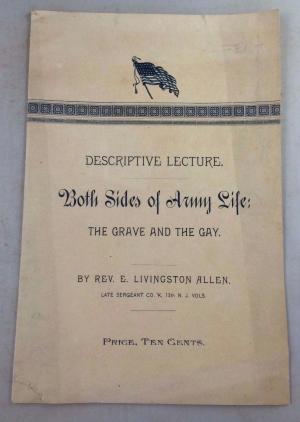 DESCRIPTIVE LECTURE.
Both Sides of Army Life:
THE GRAVE AND THE GAY.
BY REV. E. LIVINGSTON ALLEN,
LATE SERGEANT CO. K, 13th N. J. VOLS.
PRICE, TEN CENTS.